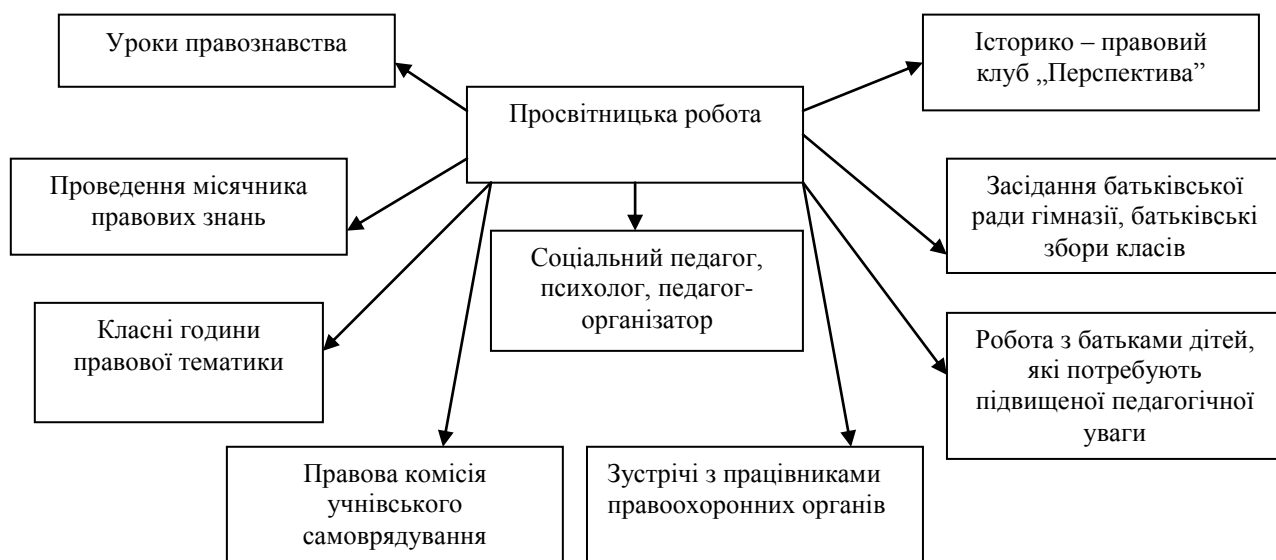 Уроки правознавства
Історико – правовий
клуб „Перспектива”
Просвітницька робота
Проведення місячника
правових знань
Засідання батьківської
ради гімназії, батьківські
збори класів
Соціальний педагог,
психолог, педагог-
організатор
Класні години
правової тематики
Робота з батьками дітей,
які потребують
підвищеної педагогічної
уваги
Правова комісія
учнівського
самоврядування
Зустрічі з працівниками
правоохоронних органів